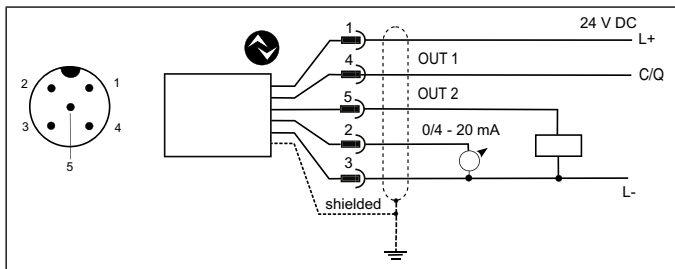 2
1
3
4
5
1
24 V DC
L+
4
OUT 1
C/Q
5
OUT 2
2
0/4 - 20 mA
3
L-
shielded